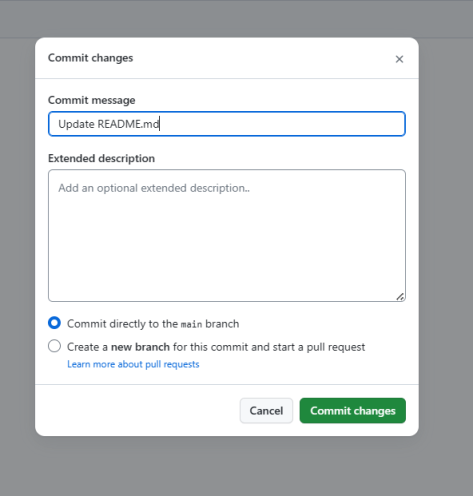 Commit changes
Commit message
Update README.md
Extended description
Add an optional extended description..
Commit directly to the main branch
Create a new branch for this commit and start a pull request
Learn more about pull requests
Cancel
Commit changes